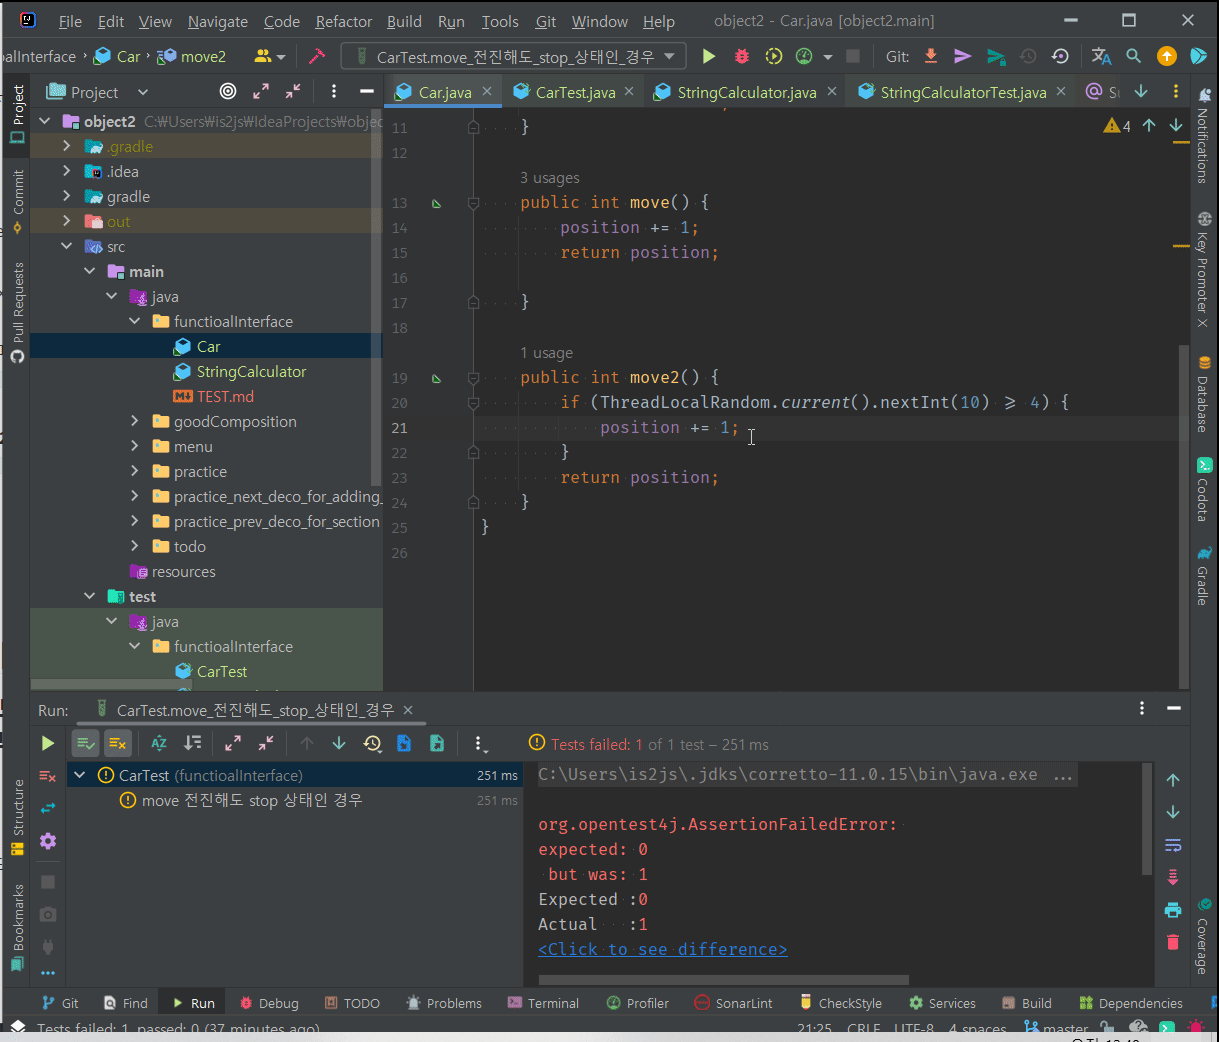 File Edit View Navigate Code Refactor Build Run Tools Git Window Help object2 - Car.java [object2.main]
oalInterface Car move2 CarTest.move_전진해도_stop_상태인_경우 Git:
Project
Car.java CarTest.java StringCalculator.java StringCalculatorTest.java
Project
Commit
Pull Requests
Structure
Bookmarks
object2 C:₩Users₩is2js₩IdeaProjects₩objec
.gradle
.idea
gradle
out
src
main
java
functioalInterface
Car
StringCalculator
TEST.md
goodComposition
menu
practice
practice_next_deco_for_adding_
practice_prev_deco_for_section
todo
resources
test
java
functioalInterface
CarTest
4
11 }
12
3 usages
13 public int move() {
14 position += 1;
15 return position;
16
17 }
18
1 usage
19 public int move2() {
20 if (ThreadLocalRandom.current().nextInt(10) >= 4) {
21 position += 1;
22 }
23 return position;
24 }
25 }
26
Notifications
Key Promoter X
Database
Codota
Gradle
Coverage
Run: CarTest.move_전진해도_stop_상태인_경우
Tests failed: 1 of 1 test – 251 ms
CarTest (functioalInterface) 251 ms
move 전진해도 stop 상태인 경우 251 ms
C:\Users\is2js\.jdks\corretto-11.0.15\bin\java.exe ...
org.opentest4j.AssertionFailedError:
expected: 0
but was: 1
Expected :0
Actual :1
<Click to see difference>
Git Find Run Debug TODO Problems Terminal Profiler SonarLint CheckStyle Services Build Dependencies
Tests failed: 1, passed: 0 (37 minutes ago) 21:25 CRLF UTF-8 4 spaces master